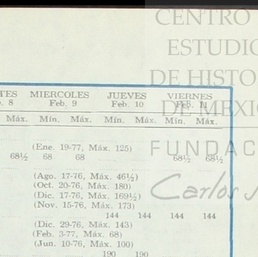 CENTRO
ESTUDIO
DE HISTO
DE MEXIC
FUNDAC
Carlos
TES MIERCOLES JUEVES VIERNES
. 8 Feb. 9 Feb. 10 Feb. 11
Máx. Mín. Máx. Mín. Máx. Mín. Máx.
(Ene. 19-77, Máx. 125)
68½ 68 68 68½ 68½
(Ago. 17-76, Máx. 46½)
(Oct. 20-76, Máx. 180)
(Dic. 17-76, Máx. 169½)
(Nov. 15-76, Máx. 173)
144 144 144 144
(Dic. 29-76, Máx. 143)
(Feb. 3-77, Máx. 68)
(Jun. 10-76, Máx. 100)
190 190